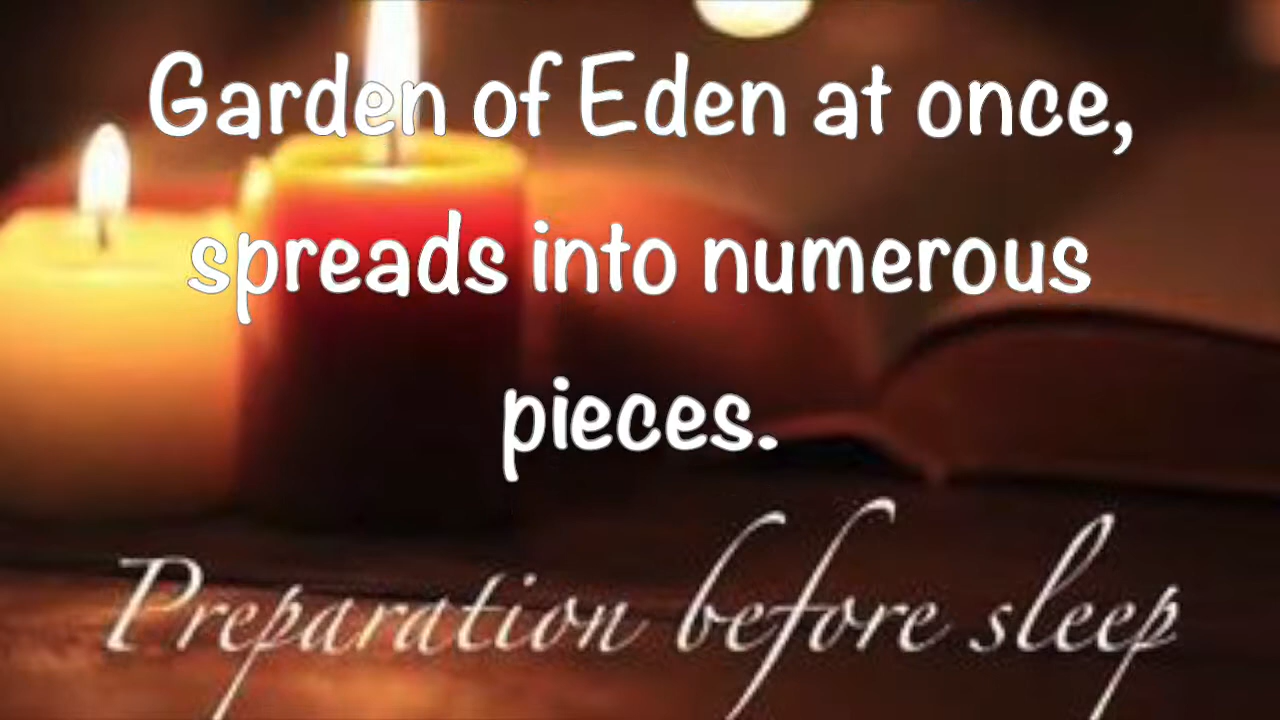 Garden of Eden at once,
spreads into numerous
pieces.
Preparation before sleep